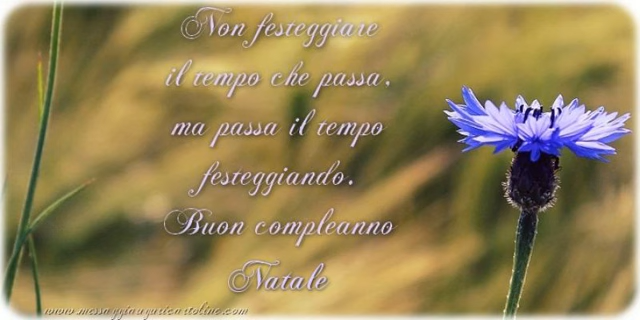 Non festeggiare
il tempo che passa,
ma passa il tempo
festeggiando.
Buon compleanno
Natale
www.messaggiauguricartoline.com